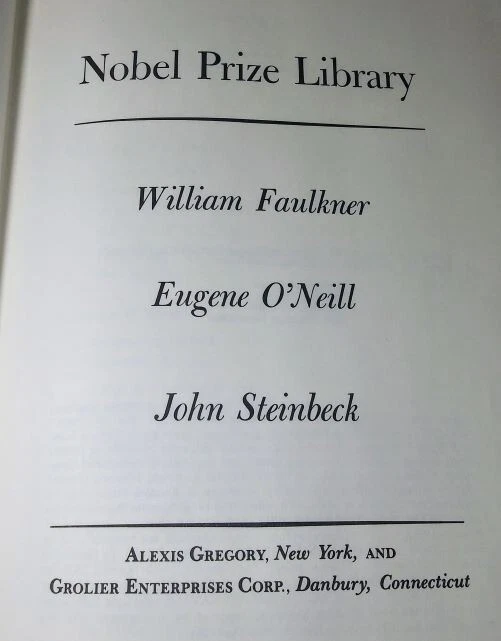 Nobel Prize Library
William Faulkner
Eugene O'Neill
John Steinbeck
ALEXIS GREGORY, New York, AND
GROLIER ENTERPRISES CORP., Danbury, Connecticut